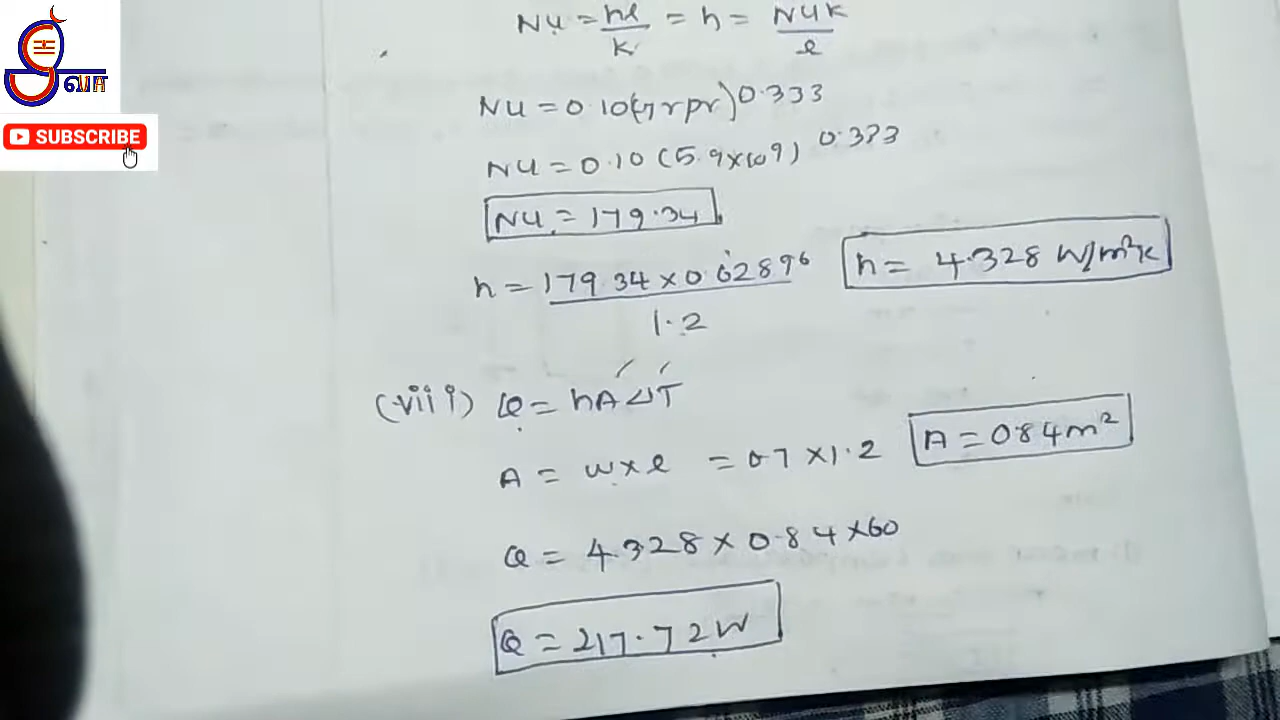 சிவா
SUBSCRIBE
Nu = hl/k = h = Nuk/l
Nu = 0.10(Gr pr)^0.333
Nu = 0.10 (5.9×10^9)^0.333
Nu = 179.34
h = 179.34 × 0.02896 / 1.2
h = 4.328 W/m²k
(viii) Q = hAΔT
A = w×l = 0.7 × 1.2
A = 0.84 m²
Q = 4.328 × 0.84 × 60
Q = 217.72 W